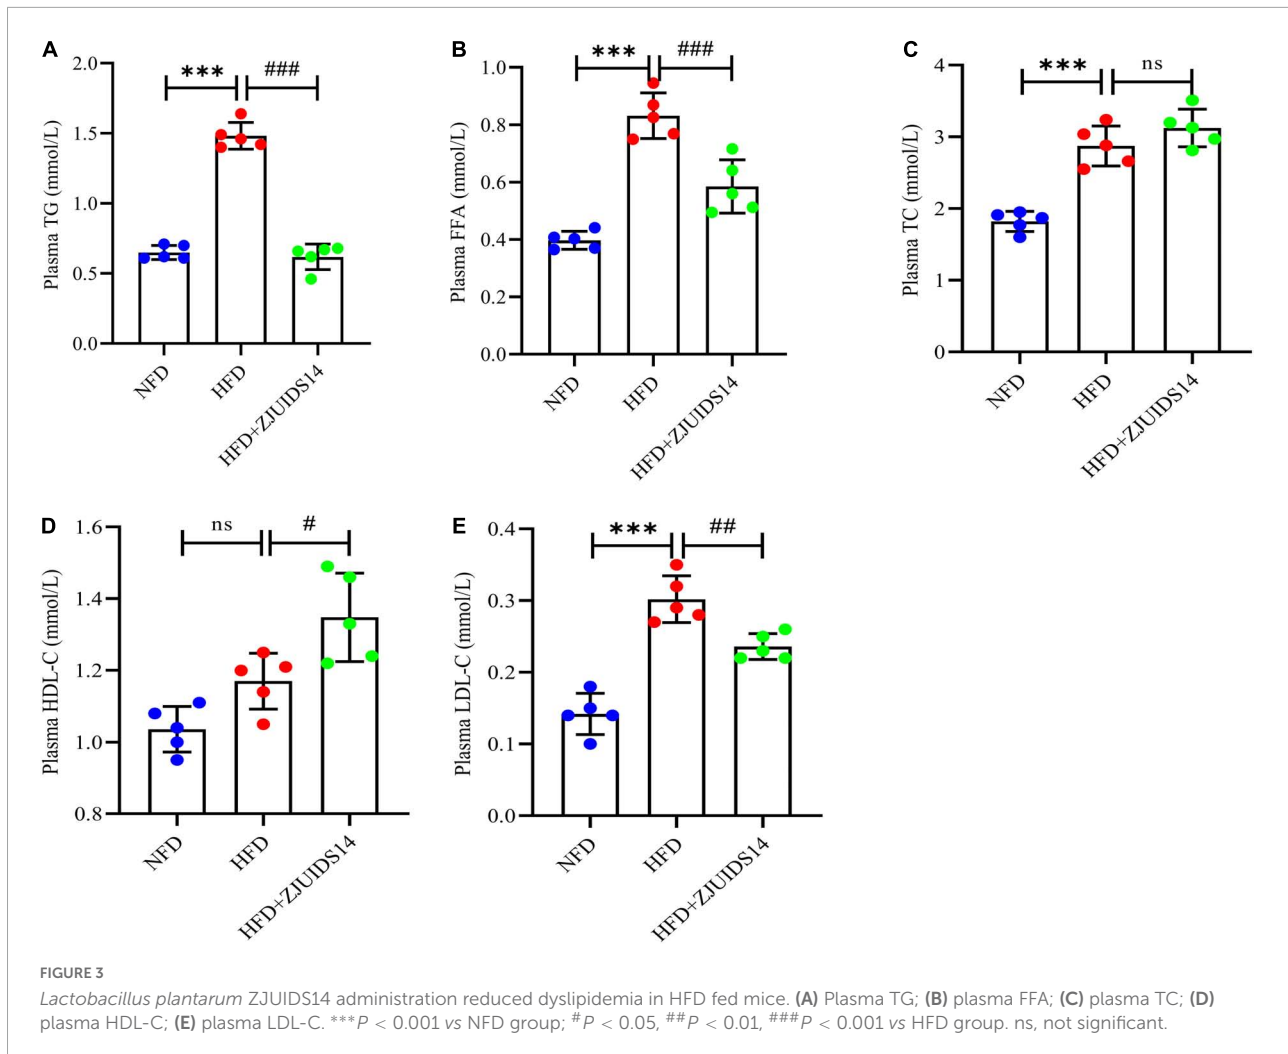 A
Plasma TG (mmol/L)
2.0
1.5
1.0
0.5
0.0
***
###
NFD
HFD
HFD+ZJUIDS14
B
Plasma FFA (mmol/L)
1.0
0.8
0.6
0.4
0.2
0.0
***
###
NFD
HFD
HFD+ZJUIDS14
C
Plasma TC (mmol/L)
4
3
2
1
0
***
ns
NFD
HFD
HFD+ZJUIDS14
D
Plasma HDL-C (mmol/L)
1.6
1.4
1.2
1.0
0.8
ns
#
NFD
HFD
HFD+ZJUIDS14
E
Plasma LDL-C (mmol/L)
0.4
0.3
0.2
0.1
0.0
***
##
NFD
HFD
HFD+ZJUIDS14
FIGURE 3
Lactobacillus plantarum ZJUIDS14 administration reduced dyslipidemia in HFD fed mice. (A) Plasma TG; (B) plasma FFA; (C) plasma TC; (D)
plasma HDL-C; (E) plasma LDL-C. ***P < 0.001 vs NFD group; #P < 0.05, ##P < 0.01, ###P < 0.001 vs HFD group. ns, not significant.